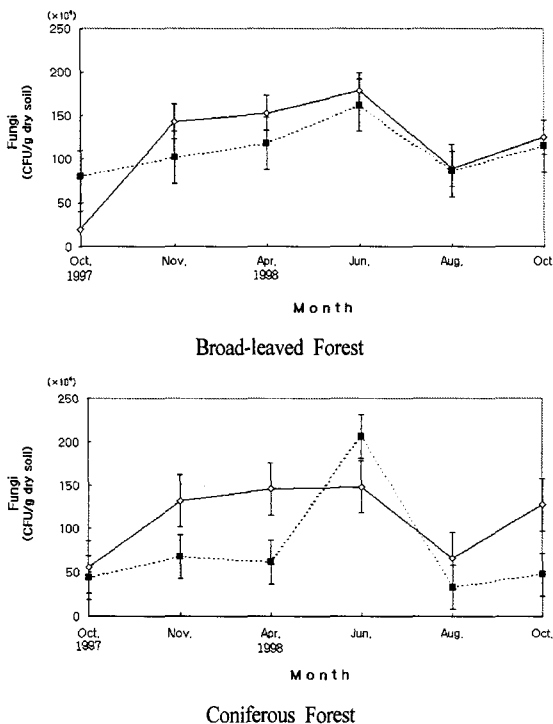 (×10⁴)
250
200
150
100
50
0
Fungi
(CFU/g dry soil)
Oct. Nov. Apr. Jun. Aug. Oct
1997 1998
Month
Broad-leaved Forest
(×10⁴)
250
200
150
100
50
0
Fungi
(CFU/g dry soil)
Oct. Nov. Apr. Jun. Aug. Oct.
1997 1998
Month
Coniferous Forest